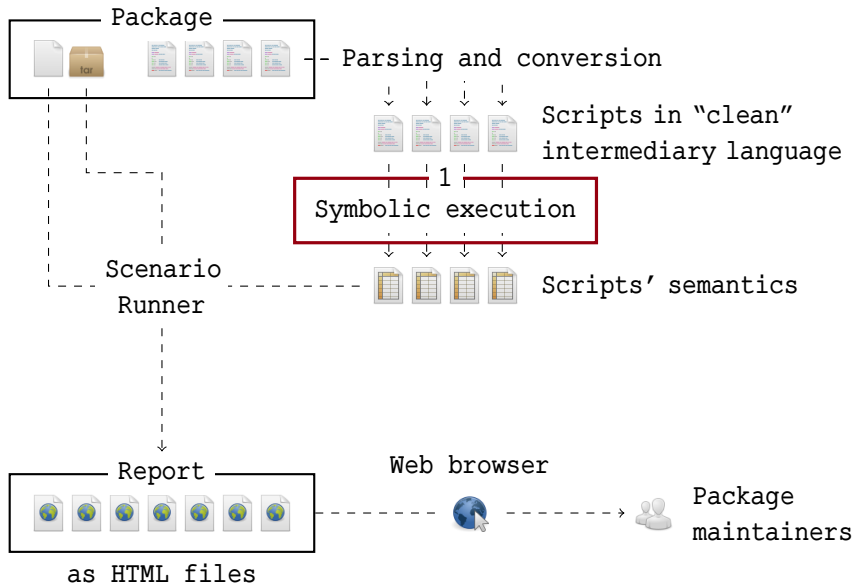 Package
tar
Parsing and conversion
Scripts in “clean”
intermediary language
1
Symbolic execution
Scenario
Runner
Scripts’ semantics
Report
Web browser
Package
maintainers
as HTML files